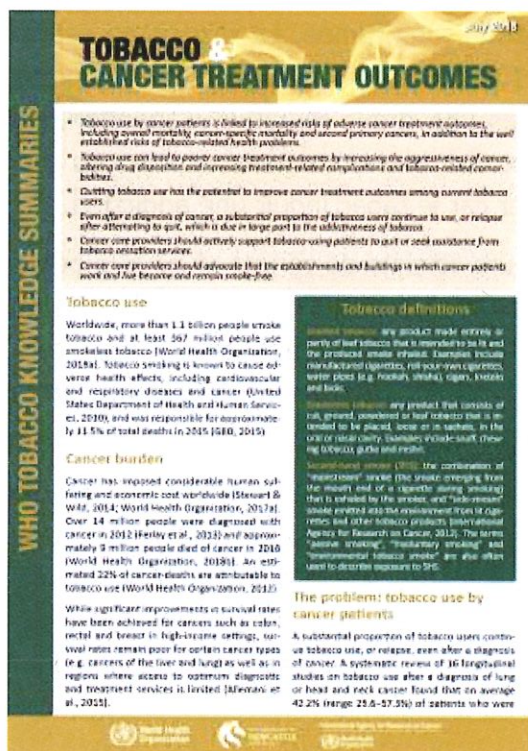 July 2018
TOBACCO &
CANCER TREATMENT OUTCOMES
WHO TOBACCO KNOWLEDGE SUMMARIES
• Tobacco use by cancer patients is linked to increased risks of adverse cancer treatment outcomes,
including overall mortality, cancer-specific mortality and second primary cancers, in addition to the well
established risks of tobacco-related health problems.
• Tobacco use can lead to poorer cancer treatment outcomes by increasing the aggressiveness of cancer,
altering drug disposition and increasing treatment-related complications and tobacco-related comor-
bidities.
• Quitting tobacco use has the potential to improve cancer treatment outcomes among current tobacco
users.
• Even after a diagnosis of cancer, a substantial proportion of tobacco users continue to use, or relapse
after attempting to quit, which is due in large part to the addictiveness of tobacco.
• Cancer care providers should actively support tobacco-using patients to quit or seek assistance from
tobacco cessation services.
• Cancer care providers should advocate that the establishments and buildings in which cancer patients
work and live become and remain smoke-free.
Tobacco use
Worldwide, more than 1.1 billion people smoke
tobacco and at least 367 million people use
smokeless tobacco (World Health Organization,
2018a). Tobacco smoking is known to cause ad-
verse health effects, including cardiovascular
and respiratory diseases and cancer (United
States Department of Health and Human Servic-
es, 2010), and was responsible for approximate-
ly 11.5% of total deaths in 2015 (GBD, 2015).
Cancer burden
Cancer has imposed considerable human suf-
fering and economic cost worldwide (Stewart &
Wild, 2014; World Health Organization, 2017a).
Over 14 million people were diagnosed with
cancer in 2012 (Ferlay et al., 2013) and approxi-
mately 9 million people died of cancer in 2016
(World Health Organization, 2018b). An esti-
mated 22% of cancer-deaths are attributable to
tobacco use (World Health Organization, 2012).
While significant improvements in survival rates
have been achieved for cancers such as colon,
rectal and breast in high-income settings, sur-
vival rates remain poor for certain cancer types
(e.g. cancers of the liver and lung) as well as in
regions where access to optimum diagnostic
and treatment services is limited (Allemani et
al., 2015).
Tobacco definitions
Smoked tobacco: any product made entirely or
partly of leaf tobacco that is intended to be lit and
the produced smoke inhaled. Examples include
manufactured cigarettes, roll-your-own cigarettes,
water pipes (e.g. hookah, shisha), cigars, kreteks
and bidis.
Smokeless tobacco: any product that consists of
cut, ground, powdered or leaf tobacco that is in-
tended to be placed, loose or in sachets, in the
oral or nasal cavity. Examples include snuff, chew-
ing tobacco, gutka and mishri.
Second-hand smoke (SHS): the combination of
"mainstream" smoke (the smoke emerging from
the mouth end of a cigarette during smoking)
that is exhaled by the smoker, and "side-stream"
smoke emitted into the environment from lit ciga-
rettes and other tobacco products (International
Agency for Research on Cancer, 2012). The terms
"passive smoking", "involuntary smoking" and
"environmental tobacco smoke" are also often
used to describe exposure to SHS.
The problem: tobacco use by
cancer patients
A substantial proportion of tobacco users contin-
ue tobacco use, or relapse, even after a diagnosis
of cancer. A systematic review of 16 longitudinal
studies on tobacco use after a diagnosis of lung
or head and neck cancer found that on average
42.2% (range 25.6–57.5%) of patients who were
World Health
Organization
NEWCASTLE
International Agency for Research on Cancer
World Health
Organization